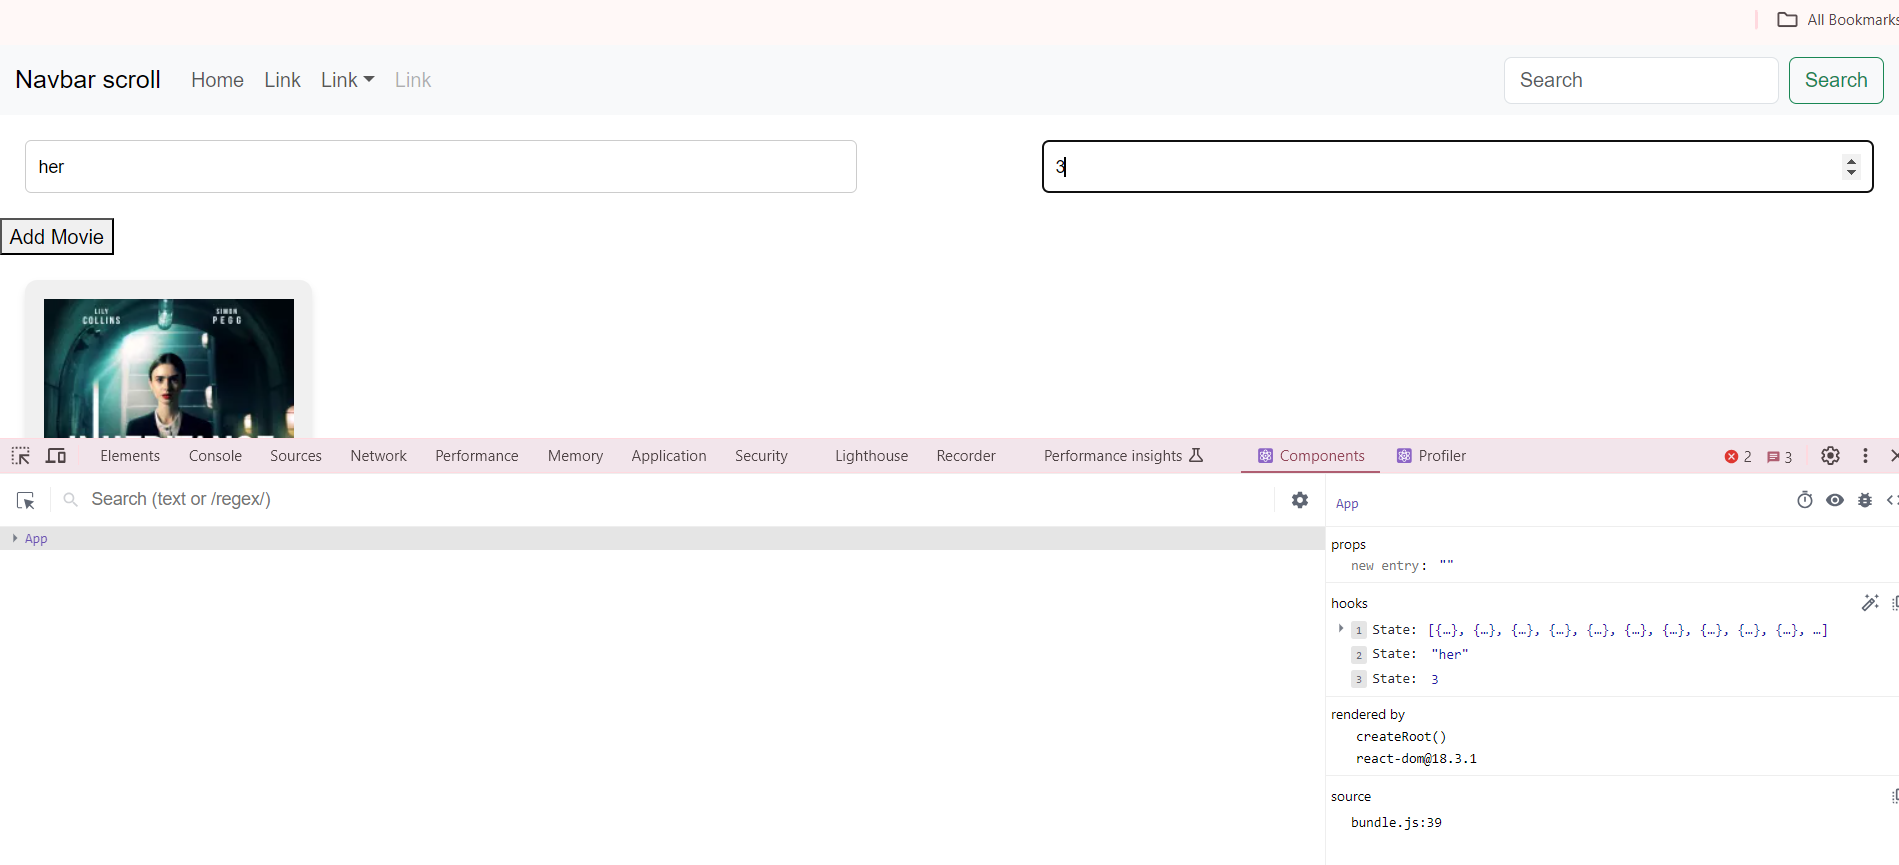 All Bookmarks
Navbar scroll Home Link Link Link Search Search
her 3
Add Movie
LILY COLLINS SIMON PEGG
Elements Console Sources Network Performance Memory Application Security Lighthouse Recorder Performance insights Components Profiler 2 3
Search (text or /regex/)
App
App
props
new entry: ""
hooks
1 State: [{…}, {…}, {…}, {…}, {…}, {…}, {…}, {…}, {…}, {…}, …]
2 State: "her"
3 State: 3
rendered by
createRoot()
react-dom@18.3.1
source
bundle.js:39